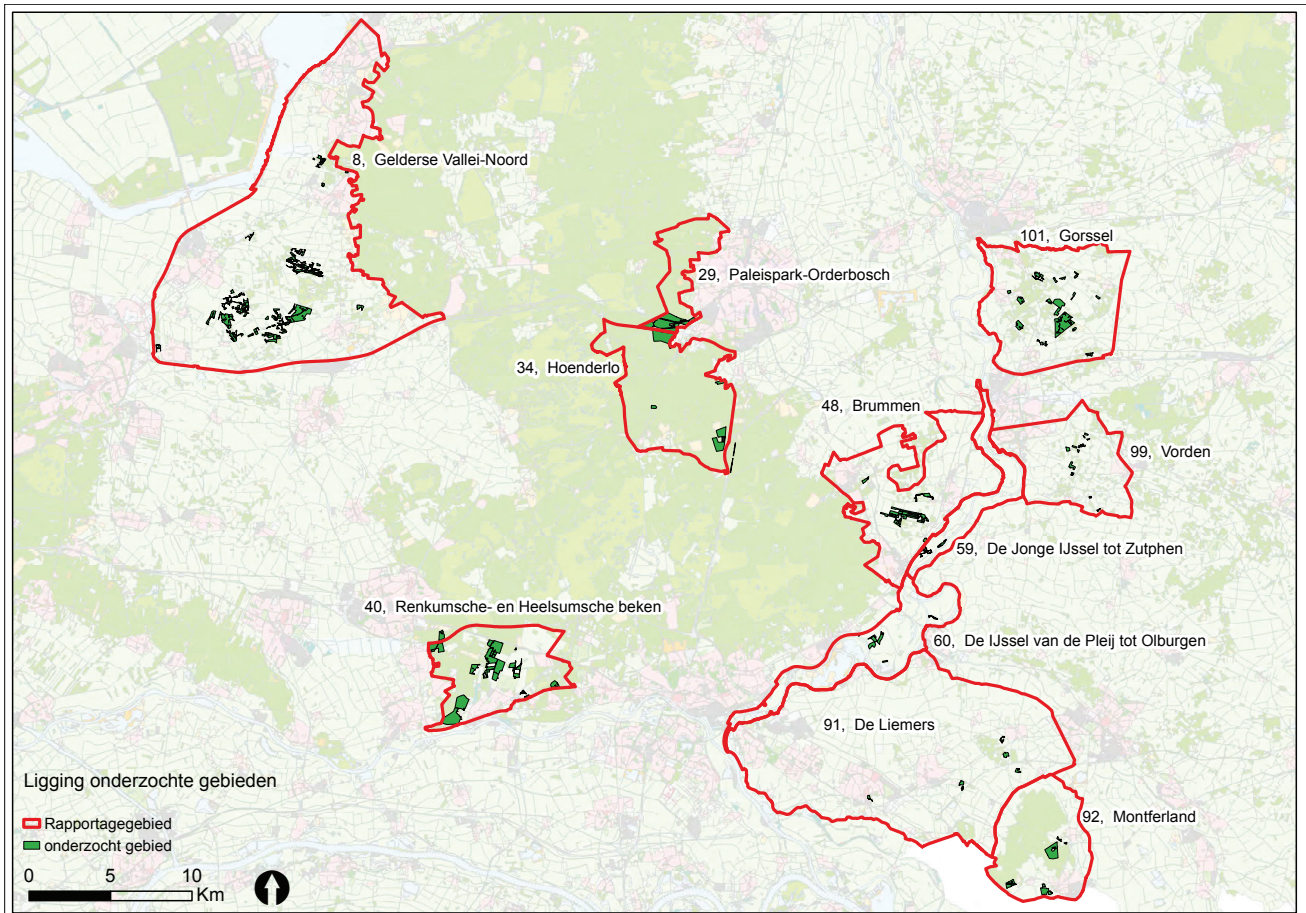 8, Gelderse Vallei-Noord
101, Gorssel
29, Paleispark-Orderbosch
34, Hoenderlo
48, Brummen
99, Vorden
59, De Jonge IJssel tot Zutphen
40, Renkumsche- en Heelsumsche beken
60, De IJssel van de Pleij tot Olburgen
91, De Liemers
92, Montferland
Ligging onderzochte gebieden
Rapportagegebied
onderzocht gebied
0 5 10
Km